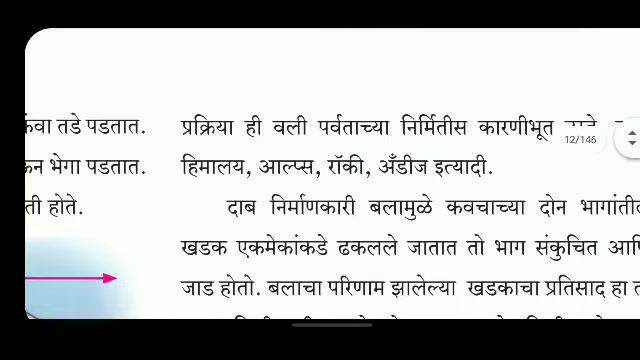 तडे पडतात.
भेगा पडतात.
होते.
प्रक्रिया ही वली पर्वताच्या निर्मितीस कारणीभूत
12/146
हिमालय, आल्प्स, रॉकी, अँडीज इत्यादी.
दाब निर्माणकारी बलामुळे कवचाच्या दोन
खडक एकमेकांकडे ढकलले जातात तो भाग संकुचित
जाड होतो. बलाचा परिणाम झालेल्या खडकाचा प्रतिसाद हा